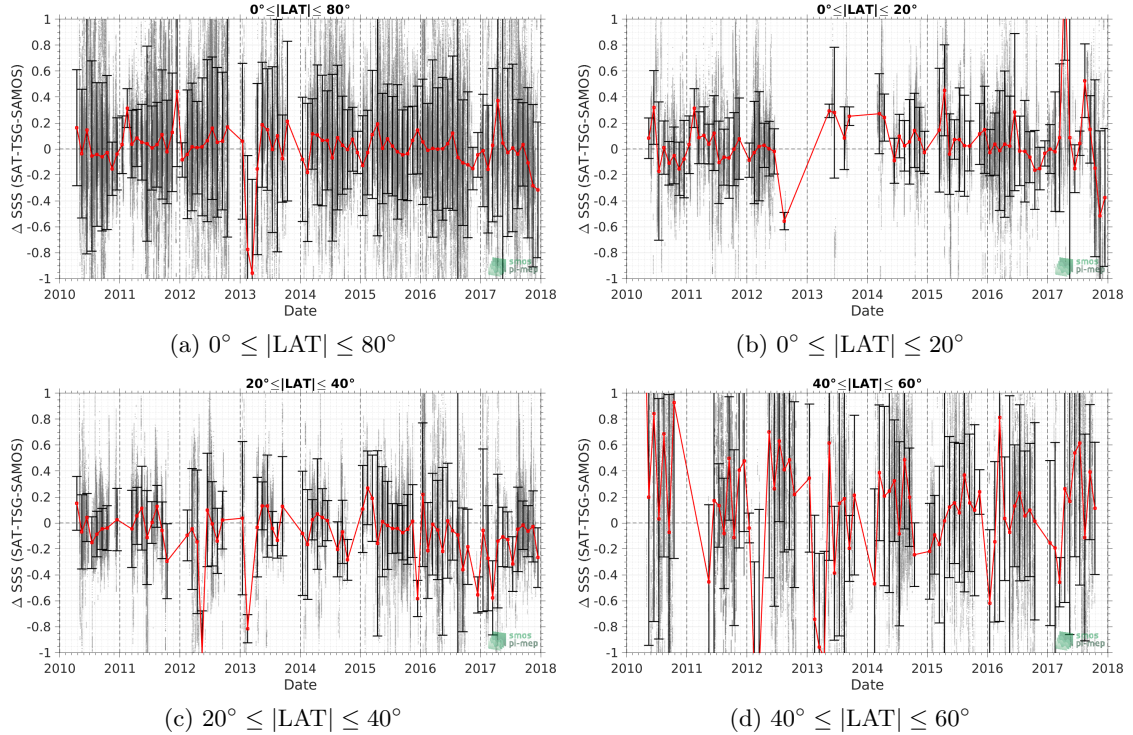 0°≤|LAT|≤ 80°
Δ SSS (SAT-TSG-SAMOS)
1
0.8
0.6
0.4
0.2
0
-0.2
-0.4
-0.6
-0.8
-1
2010 2011 2012 2013 2014 2015 2016 2017 2018
Date
smos
pi-mep
(a) 0° ≤ |LAT| ≤ 80°
0°≤|LAT|≤ 20°
Δ SSS (SAT-TSG-SAMOS)
1
0.8
0.6
0.4
0.2
0
-0.2
-0.4
-0.6
-0.8
-1
2010 2011 2012 2013 2014 2015 2016 2017 2018
Date
smos
pi-mep
(b) 0° ≤ |LAT| ≤ 20°
20°≤|LAT|≤ 40°
Δ SSS (SAT-TSG-SAMOS)
1
0.8
0.6
0.4
0.2
0
-0.2
-0.4
-0.6
-0.8
-1
2010 2011 2012 2013 2014 2015 2016 2017 2018
Date
smos
pi-mep
(c) 20° ≤ |LAT| ≤ 40°
40°≤|LAT|≤ 60°
Δ SSS (SAT-TSG-SAMOS)
1
0.8
0.6
0.4
0.2
0
-0.2
-0.4
-0.6
-0.8
-1
2010 2011 2012 2013 2014 2015 2016 2017 2018
Date
smos
pi-mep
(d) 40° ≤ |LAT| ≤ 60°